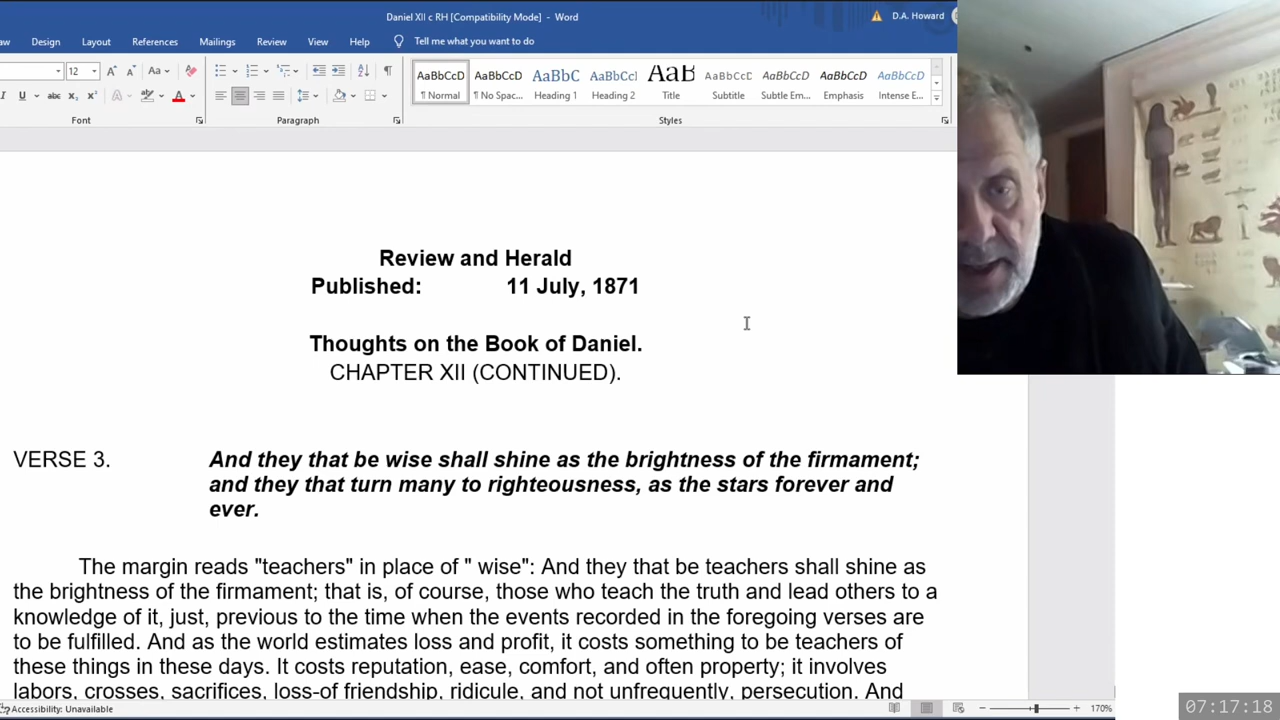 Daniel XII c RH [Compatibility Mode] - Word
D.A. Howard
Design Layout References Mailings Review View Help Tell me what you want to do
12 Aa
AaBbCcD AaBbCcD AaBbC AaBbCcI AaB AaBbCcD AaBbCcD AaBbCcD AaBbCcD
¶ Normal ¶ No Spac... Heading 1 Heading 2 Title Subtitle Subtle Em... Emphasis Intense E...
Font Paragraph Styles
Review and Herald
Published: 11 July, 1871
Thoughts on the Book of Daniel.
CHAPTER XII (CONTINUED).
VERSE 3. And they that be wise shall shine as the brightness of the firmament;
and they that turn many to righteousness, as the stars forever and
ever.
The margin reads "teachers" in place of " wise": And they that be teachers shall shine as
the brightness of the firmament; that is, of course, those who teach the truth and lead others to a
knowledge of it, just, previous to the time when the events recorded in the foregoing verses are
to be fulfilled. And as the world estimates loss and profit, it costs something to be teachers of
these things in these days. It costs reputation, ease, comfort, and often property; it involves
labors, crosses, sacrifices, loss-of friendship, ridicule, and not unfrequently, persecution. And
Accessibility: Unavailable
170%
07:17:18